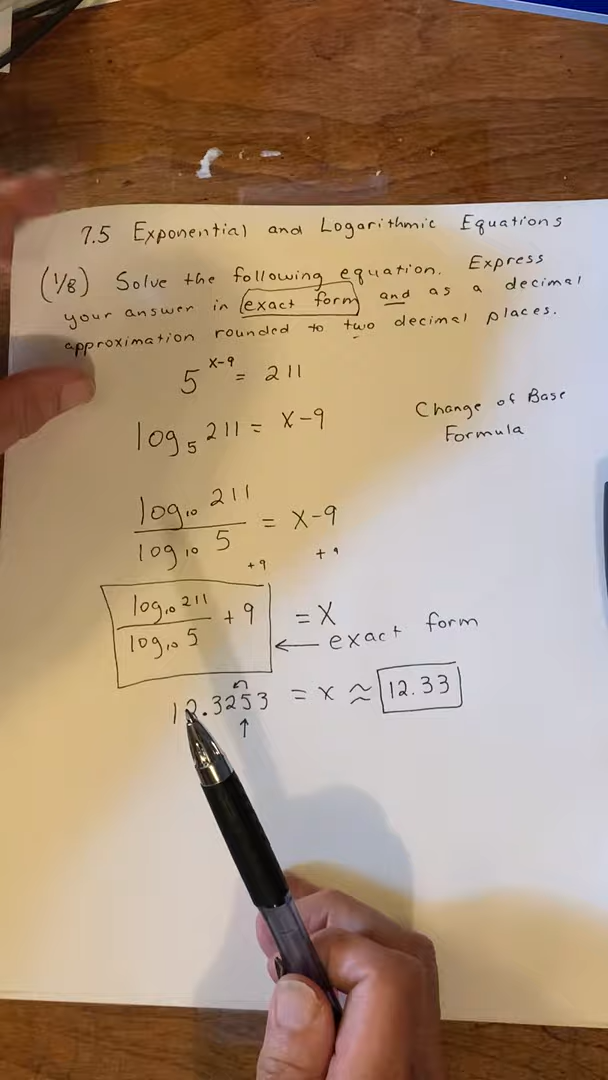 7.5 Exponential and Logarithmic Equations
(1/8) Solve the following equation. Express
your answer in exact form and as a decimal
approximation rounded to two decimal places.
5^(x-9) = 211
log₅ 211 = x-9
Change of Base
Formula
log₁₀ 211 / log₁₀ 5 = x-9
+9 +9
log₁₀ 211 / log₁₀ 5 + 9 = x
← exact form
12.3253 = x ≈ 12.33
↑